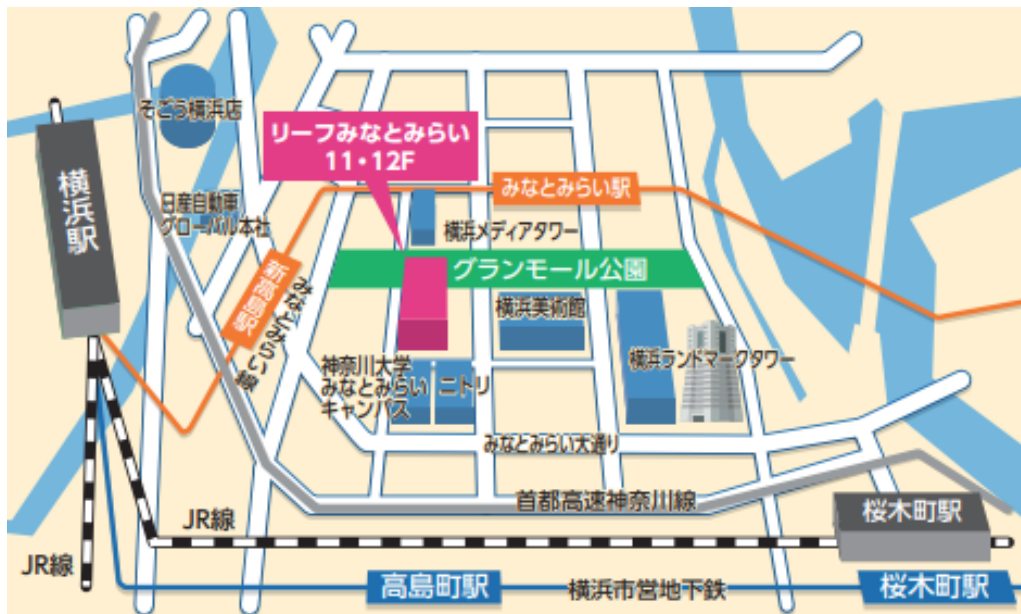 そごう横浜店
リーフみなとみらい
11・12F
横浜駅
みなとみらい駅
日産自動車
グローバル本社
横浜メディアタワー
新高島駅
みなとみらい線
グランモール公園
横浜美術館
横浜ランドマークタワー
神奈川大学
みなとみらい
キャンパス
ニトリ
みなとみらい大通り
首都高速神奈川線
JR線
桜木町駅
JR線
高島町駅
横浜市営地下鉄
桜木町駅